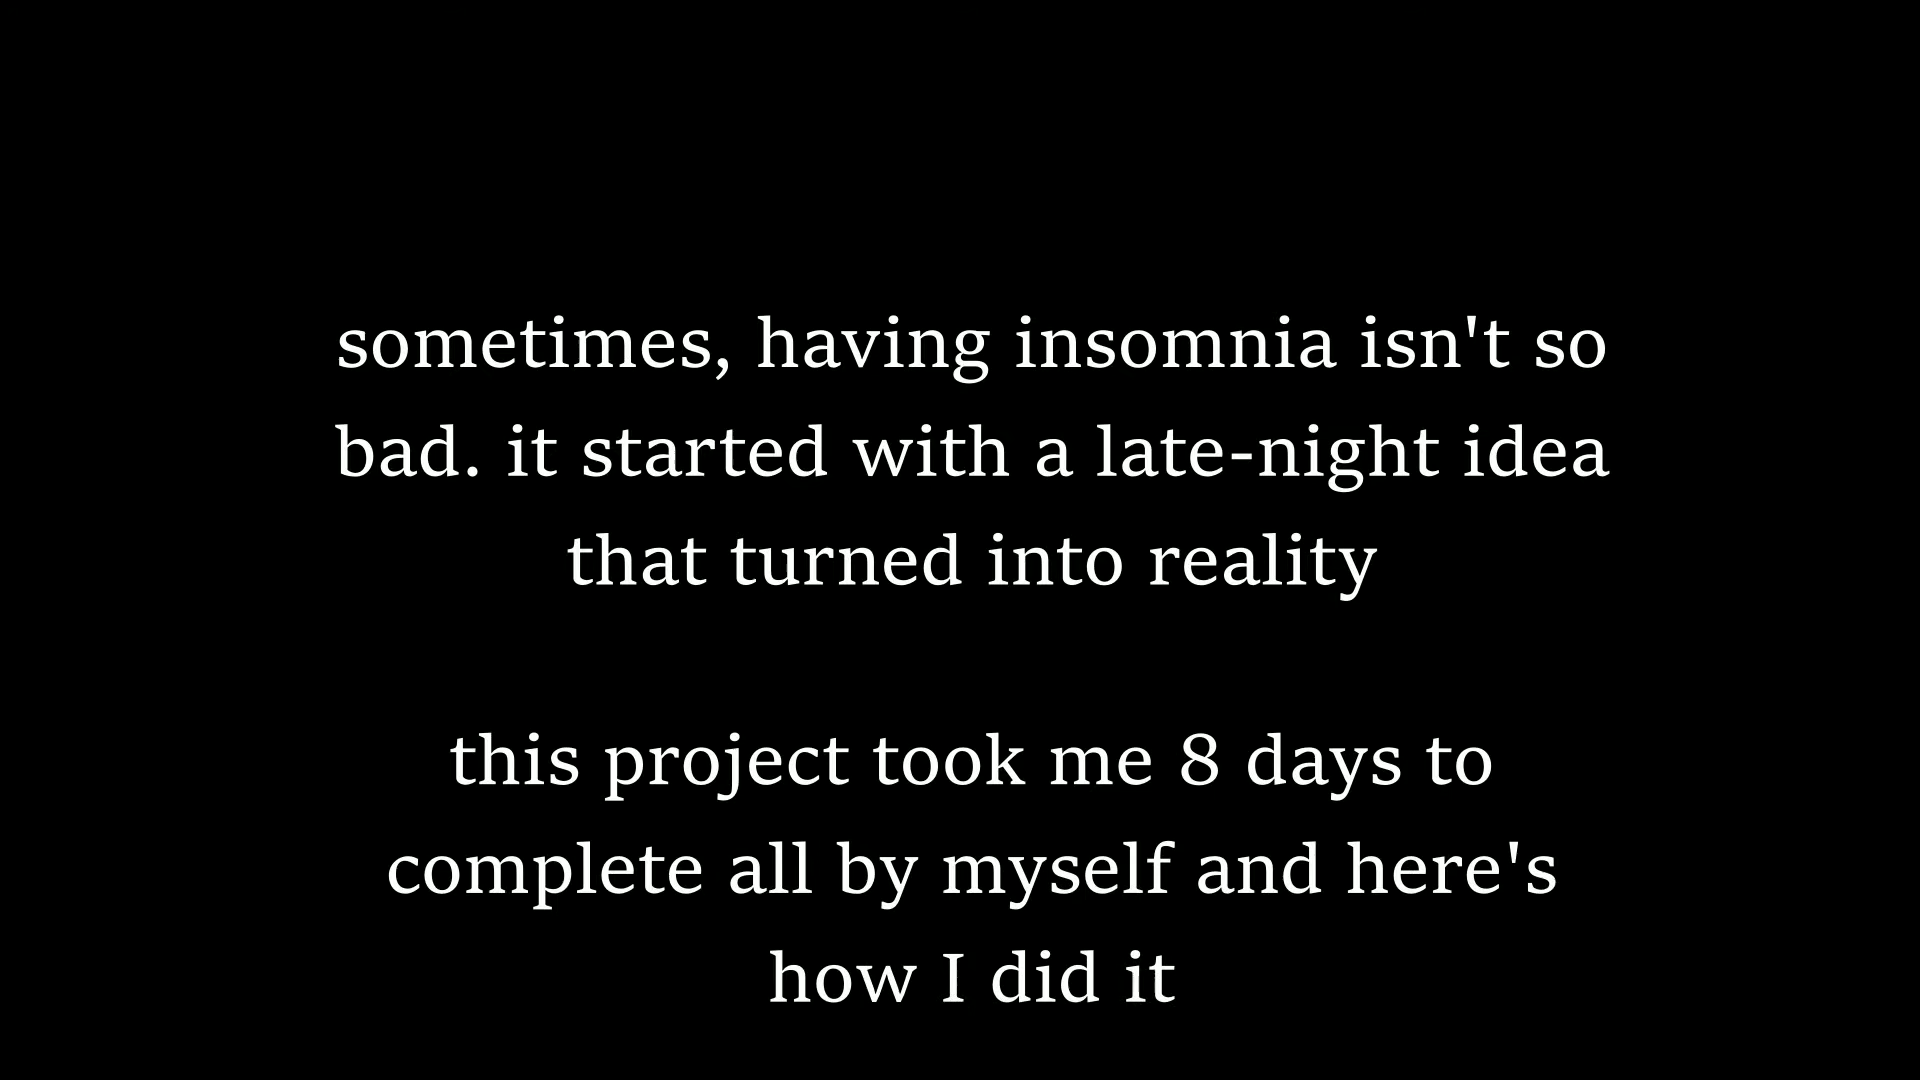 sometimes, having insomnia isn't so
bad. it started with a late-night idea
that turned into reality
this project took me 8 days to
complete all by myself and here's
how I did it